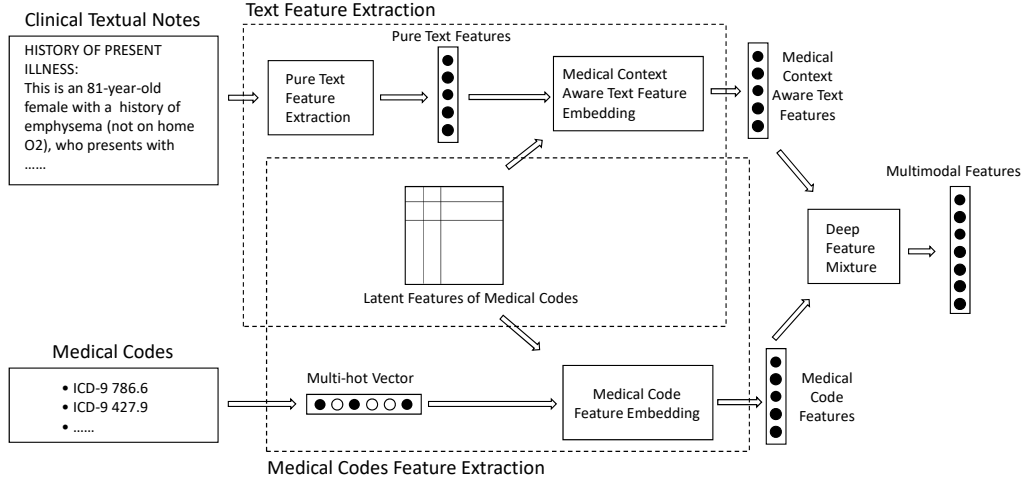 Clinical Textual Notes
HISTORY OF PRESENT
ILLNESS:
This is an 81-year-old
female with a history of
emphysema (not on home
O2), who presents with
......
Text Feature Extraction
Pure Text
Feature
Extraction
Pure Text Features
Medical Context
Aware Text Feature
Embedding
Medical
Context
Aware Text
Features
Latent Features of Medical Codes
Deep
Feature
Mixture
Multimodal Features
Medical Codes
• ICD-9 786.6
• ICD-9 427.9
• ......
Multi-hot Vector
Medical Code
Feature Embedding
Medical
Code
Features
Medical Codes Feature Extraction